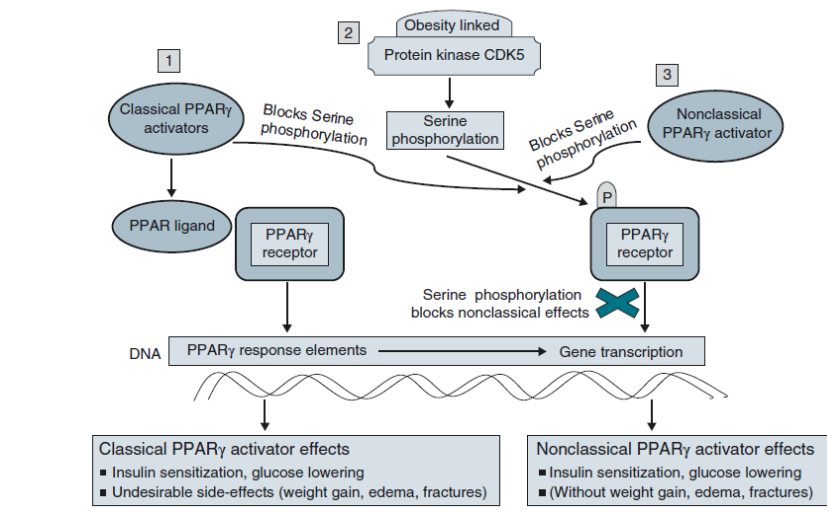 2
Obesity linked
Protein kinase CDK5
1
3
Classical PPARγ
activators
Blocks Serine
phosphorylation
Serine
phosphorylation
Blocks Serine
phosphorylation
Nonclassical
PPARγ activator
PPAR ligand
PPARγ
receptor
P
PPARγ
receptor
Serine phosphorylation
blocks nonclassical effects
DNA
PPARγ response elements
Gene transcription
Classical PPARγ activator effects
▪ Insulin sensitization, glucose lowering
▪ Undesirable side-effects (weight gain, edema, fractures)
Nonclassical PPARγ activator effects
▪ Insulin sensitization, glucose lowering
▪ (Without weight gain, edema, fractures)